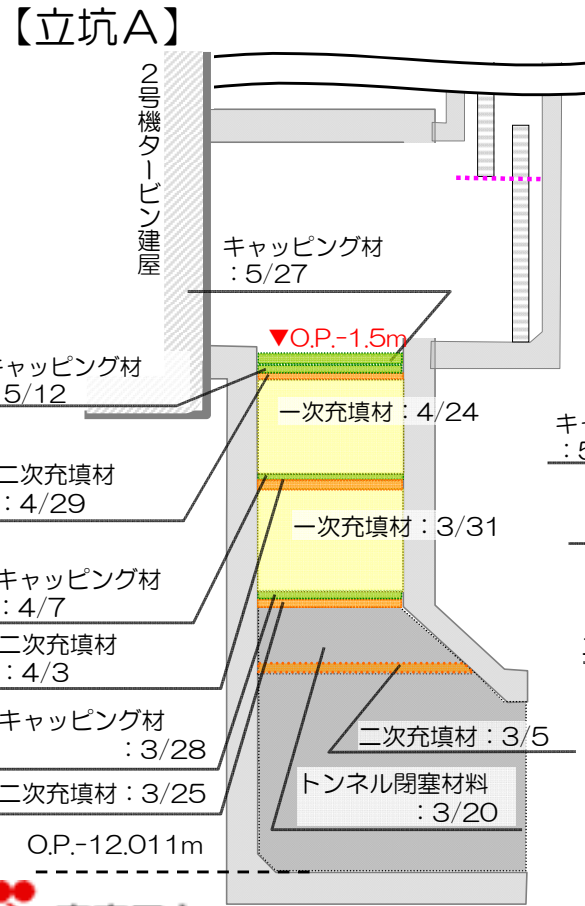 【立坑A】
2号機タービン建屋
キャッピング材
：5/27
▼O.P.-1.5m
キャッピング材
：5/12
一次充填材：4/24
二次充填材
：4/29
一次充填材：3/31
キャッピング材
：4/7
二次充填材
：4/3
キャッピング材
：3/28
二次充填材：3/5
二次充填材：3/25
トンネル閉塞材料
：3/20
O.P.-12.011m